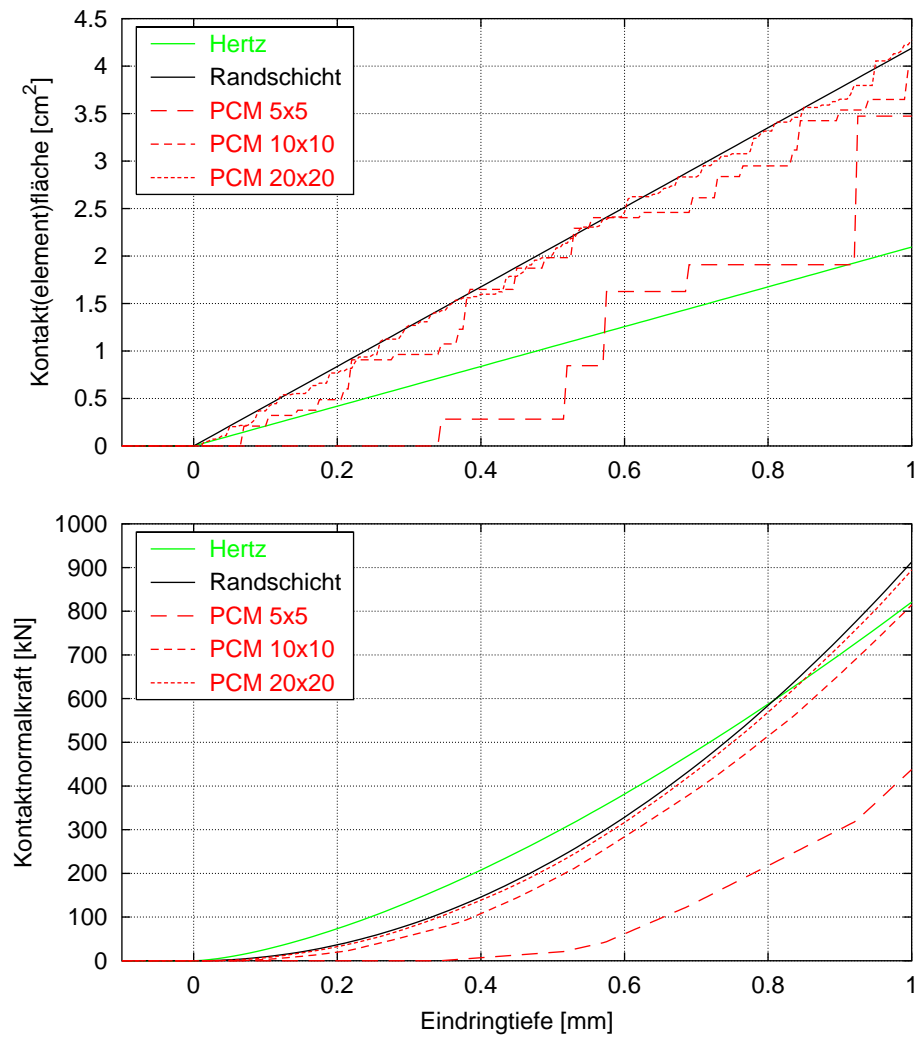 Kontakt(element)fläche [cm²]
4.5
4
3.5
3
2.5
2
1.5
1
0.5
0
Hertz
Randschicht
PCM 5x5
PCM 10x10
PCM 20x20
0 0.2 0.4 0.6 0.8 1
Kontaktnormalkraft [kN]
1000
900
800
700
600
500
400
300
200
100
0
Hertz
Randschicht
PCM 5x5
PCM 10x10
PCM 20x20
0 0.2 0.4 0.6 0.8 1
Eindringtiefe [mm]